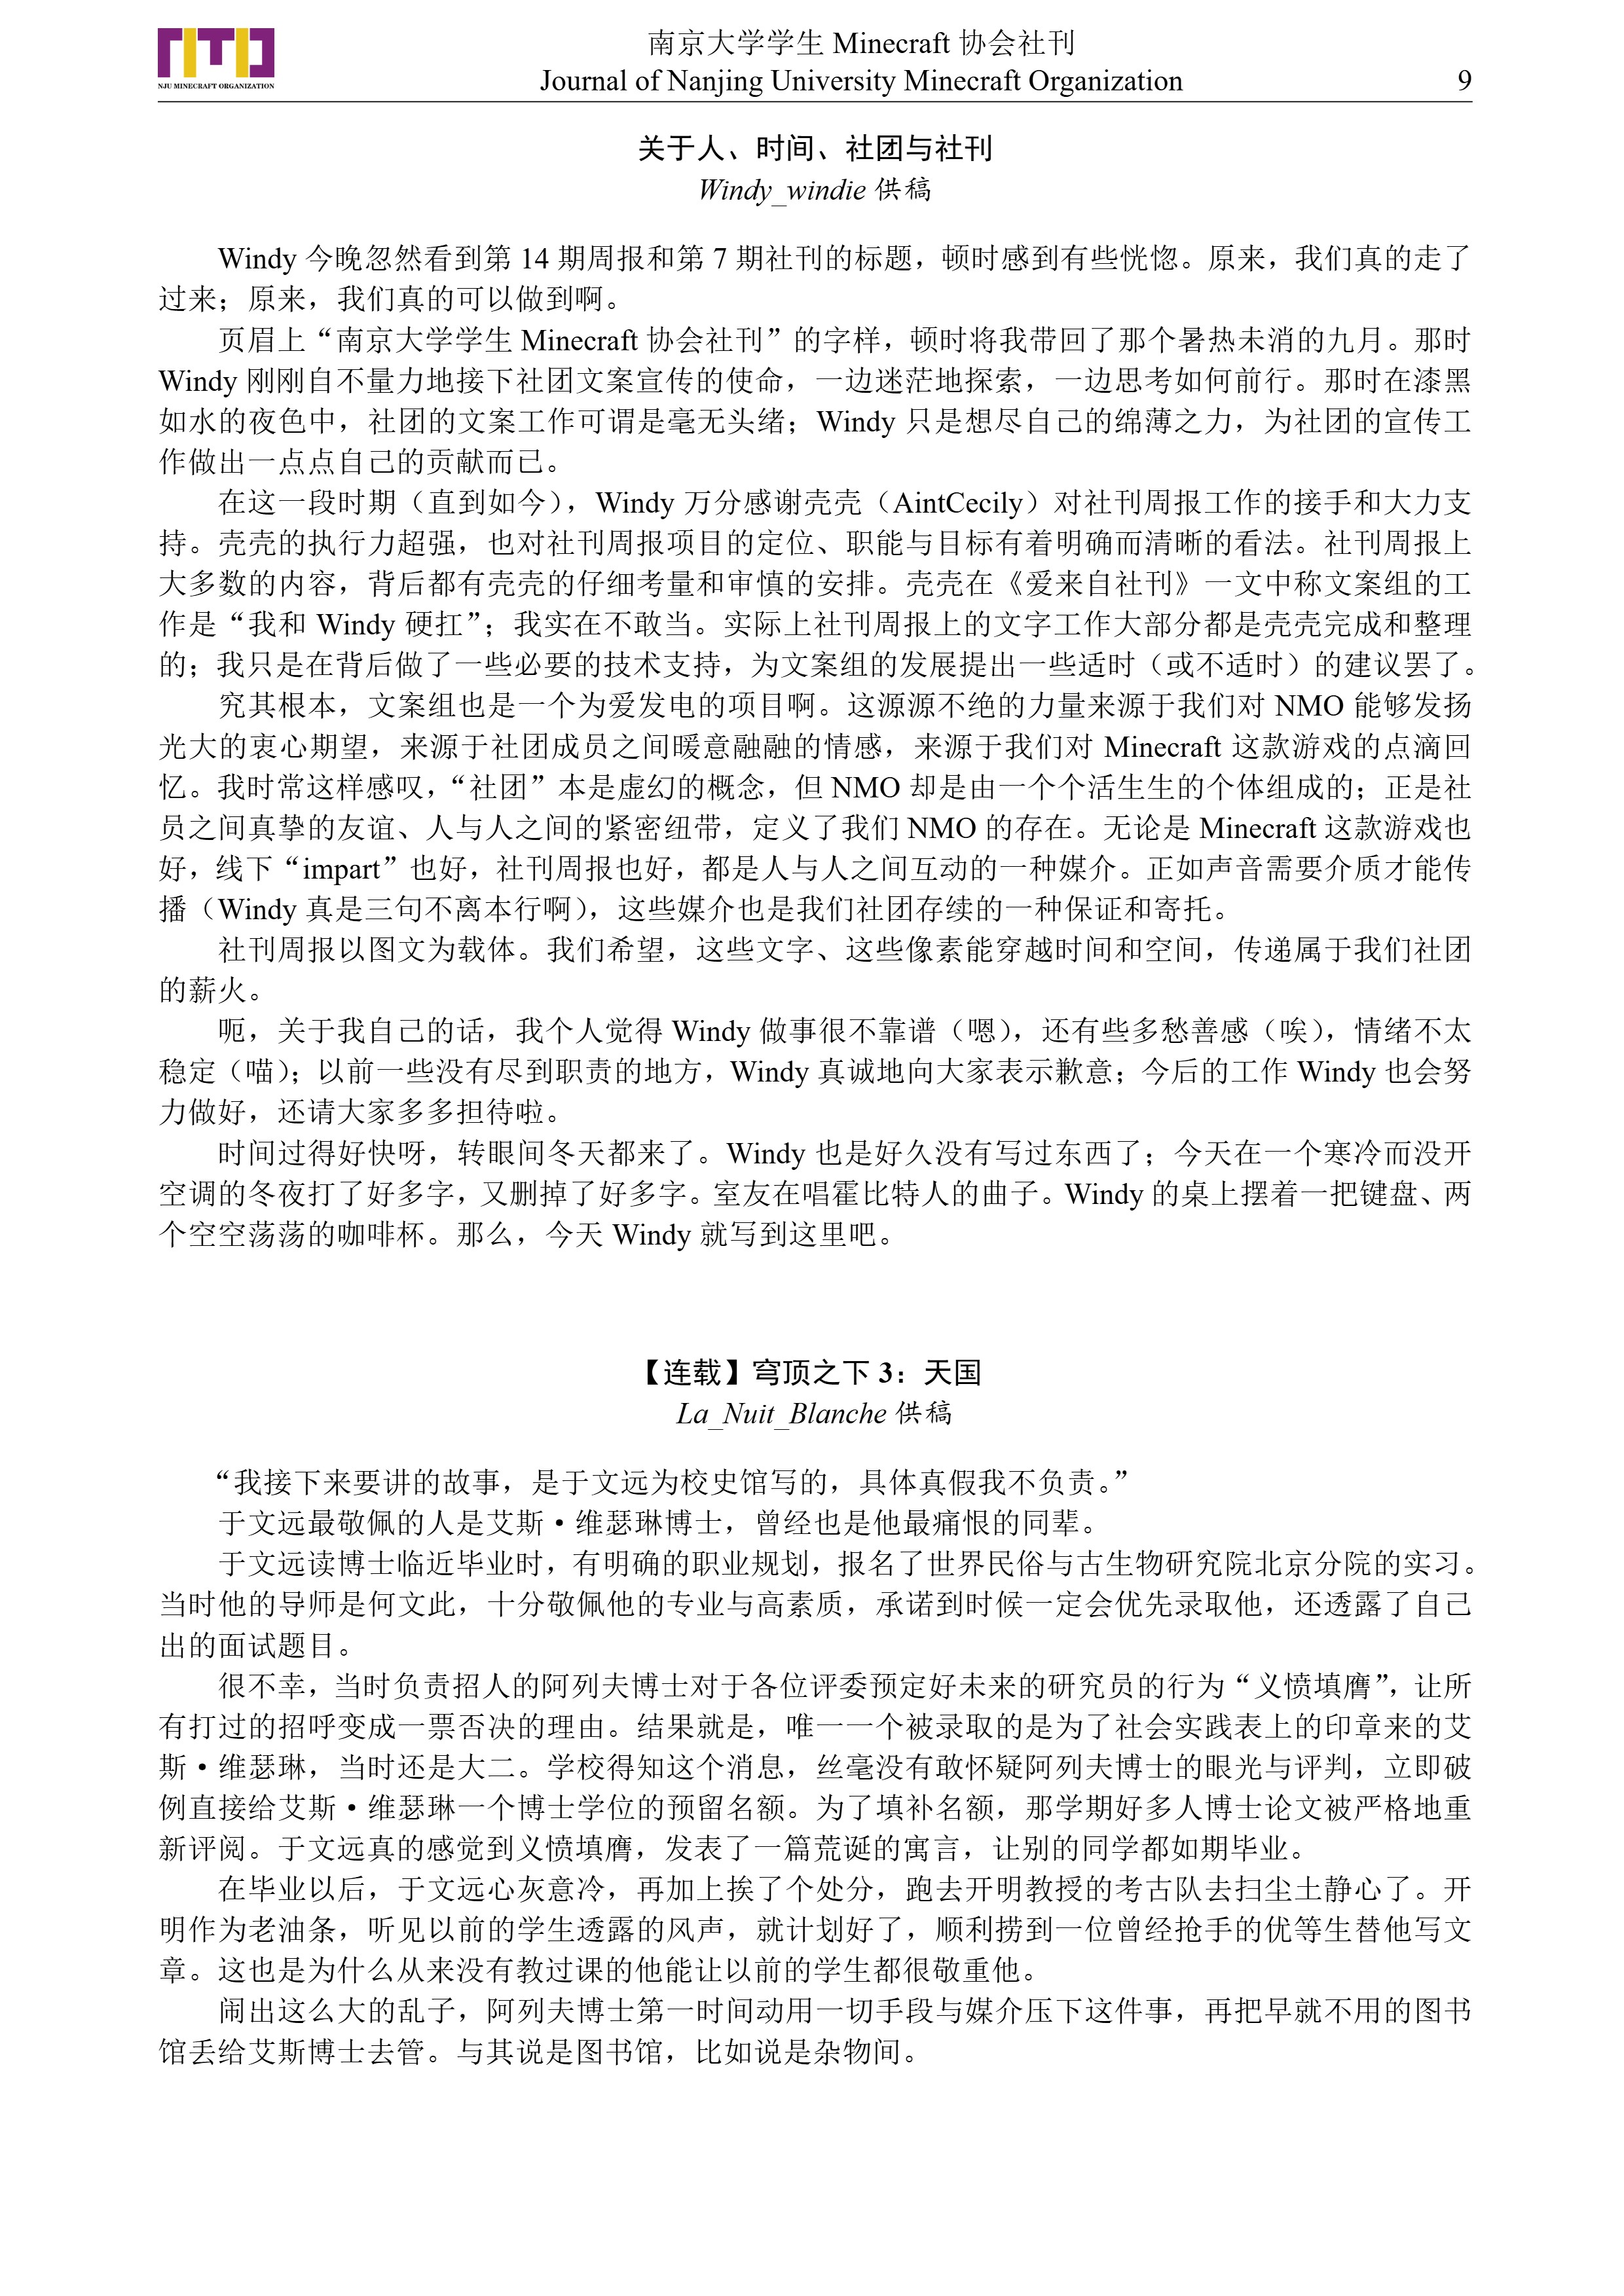 NJU MINECRAFT ORGANIZATION
南京大学学生 Minecraft 协会社刊
Journal of Nanjing University Minecraft Organization
9
关于人、时间、社团与社刊
Windy_windie 供稿
Windy 今晚忽然看到第 14 期周报和第 7 期社刊的标题，顿时感到有些恍惚。原来，我们真的走了
过来；原来，我们真的可以做到啊。
页眉上“南京大学学生 Minecraft 协会社刊”的字样，顿时将我带回了那个暑热未消的九月。那时
Windy 刚刚自不量力地接下社团文案宣传的使命，一边迷茫地探索，一边思考如何前行。那时在漆黑
如水的夜色中，社团的文案工作可谓是毫无头绪；Windy 只是想尽自己的绵薄之力，为社团的宣传工
作做出一点点自己的贡献而已。
在这一段时期（直到如今），Windy 万分感谢壳壳（AintCecily）对社刊周报工作的接手和大力支
持。壳壳的执行力超强，也对社刊周报项目的定位、职能与目标有着明确而清晰的看法。社刊周报上
大多数的内容，背后都有壳壳的仔细考量和审慎的安排。壳壳在《爱来自社刊》一文中称文案组的工
作是“我和 Windy 硬扛”；我实在不敢当。实际上社刊周报上的文字工作大部分都是壳壳完成和整理
的；我只是在背后做了一些必要的技术支持，为文案组的发展提出一些适时（或不适时）的建议罢了。
究其根本，文案组也是一个为爱发电的项目啊。这源源不绝的力量来源于我们对 NMO 能够发扬
光大的衷心期望，来源于社团成员之间暖意融融的情感，来源于我们对 Minecraft 这款游戏的点滴回
忆。我时常这样感叹，“社团”本是虚幻的概念，但 NMO 却是由一个个活生生的个体组成的；正是社
员之间真挚的友谊、人与人之间的紧密纽带，定义了我们 NMO 的存在。无论是 Minecraft 这款游戏也
好，线下“impart”也好，社刊周报也好，都是人与人之间互动的一种媒介。正如声音需要介质才能传
播（Windy 真是三句不离本行啊），这些媒介也是我们社团存续的一种保证和寄托。
社刊周报以图文为载体。我们希望，这些文字、这些像素能穿越时间和空间，传递属于我们社团
的薪火。
呃，关于我自己的话，我个人觉得 Windy 做事很不靠谱（嗯），还有些多愁善感（唉），情绪不太
稳定（喵）；以前一些没有尽到职责的地方，Windy 真诚地向大家表示歉意；今后的工作 Windy 也会努
力做好，还请大家多多担待啦。
时间过得好快呀，转眼间冬天都来了。Windy 也是好久没有写过东西了；今天在一个寒冷而没开
空调的冬夜打了好多字，又删掉了好多字。室友在唱霍比特人的曲子。Windy 的桌上摆着一把键盘、两
个空空荡荡的咖啡杯。那么，今天 Windy 就写到这里吧。
【连载】穹顶之下 3：天国
La_Nuit_Blanche 供稿
“我接下来要讲的故事，是于文远为校史馆写的，具体真假我不负责。”
于文远最敬佩的人是艾斯·维瑟琳博士，曾经也是他最痛恨的同辈。
于文远读博士临近毕业时，有明确的职业规划，报名了世界民俗与古生物研究院北京分院的实习。
当时他的导师是何文此，十分敬佩他的专业与高素质，承诺到时候一定会优先录取他，还透露了自己
出的面试题目。
很不幸，当时负责招人的阿列夫博士对于各位评委预定好未来的研究员的行为“义愤填膺”，让所
有打过的招呼变成一票否决的理由。结果就是，唯一一个被录取的是为了社会实践表上的印章来的艾
斯·维瑟琳，当时还是大二。学校得知这个消息，丝毫没有敢怀疑阿列夫博士的眼光与评判，立即破
例直接给艾斯·维瑟琳一个博士学位的预留名额。为了填补名额，那学期好多人博士论文被严格地重
新评阅。于文远真的感觉到义愤填膺，发表了一篇荒诞的寓言，让别的同学都如期毕业。
在毕业以后，于文远心灰意冷，再加上挨了个处分，跑去开明教授的考古队去扫尘土静心了。开
明作为老油条，听见以前的学生透露的风声，就计划好了，顺利捞到一位曾经抢手的优等生替他写文
章。这也是为什么从来没有教过课的他能让以前的学生都很敬重他。
闹出这么大的乱子，阿列夫博士第一时间动用一切手段与媒介压下这件事，再把早就不用的图书
馆丢给艾斯博士去管。与其说是图书馆，比如说是杂物间。